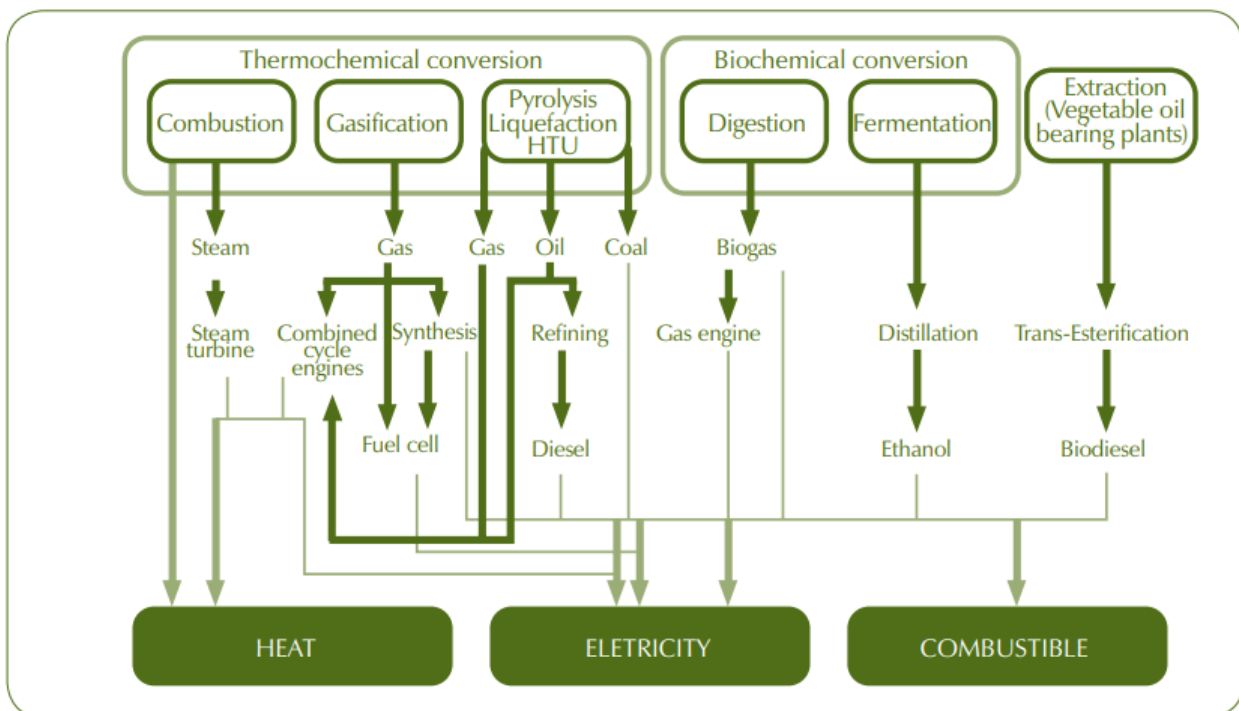 Thermochemical conversion
Biochemical conversion
Combustion
Gasification
Pyrolysis
Liquefaction
HTU
Digestion
Fermentation
Extraction
(Vegetable oil
bearing plants)
Steam
Gas
Gas
Oil
Coal
Biogas
Steam
turbine
Combined
cycle
engines
Synthesis
Refining
Gas engine
Distillation
Trans-Esterification
Fuel cell
Diesel
Ethanol
Biodiesel
HEAT
ELETRICITY
COMBUSTIBLE